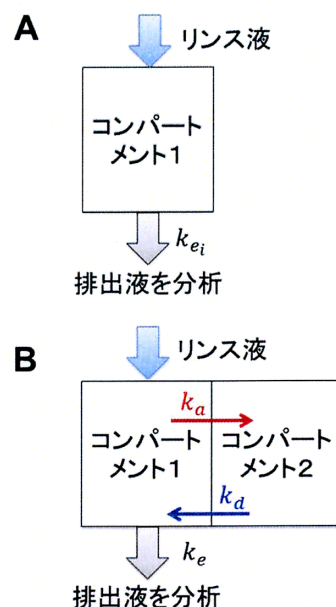 A
リンス液
コンパート
メント1
k_{e_i}
排出液を分析
B
リンス液
k_a
コンパート
メント1
コンパート
メント2
k_d
k_e
排出液を分析